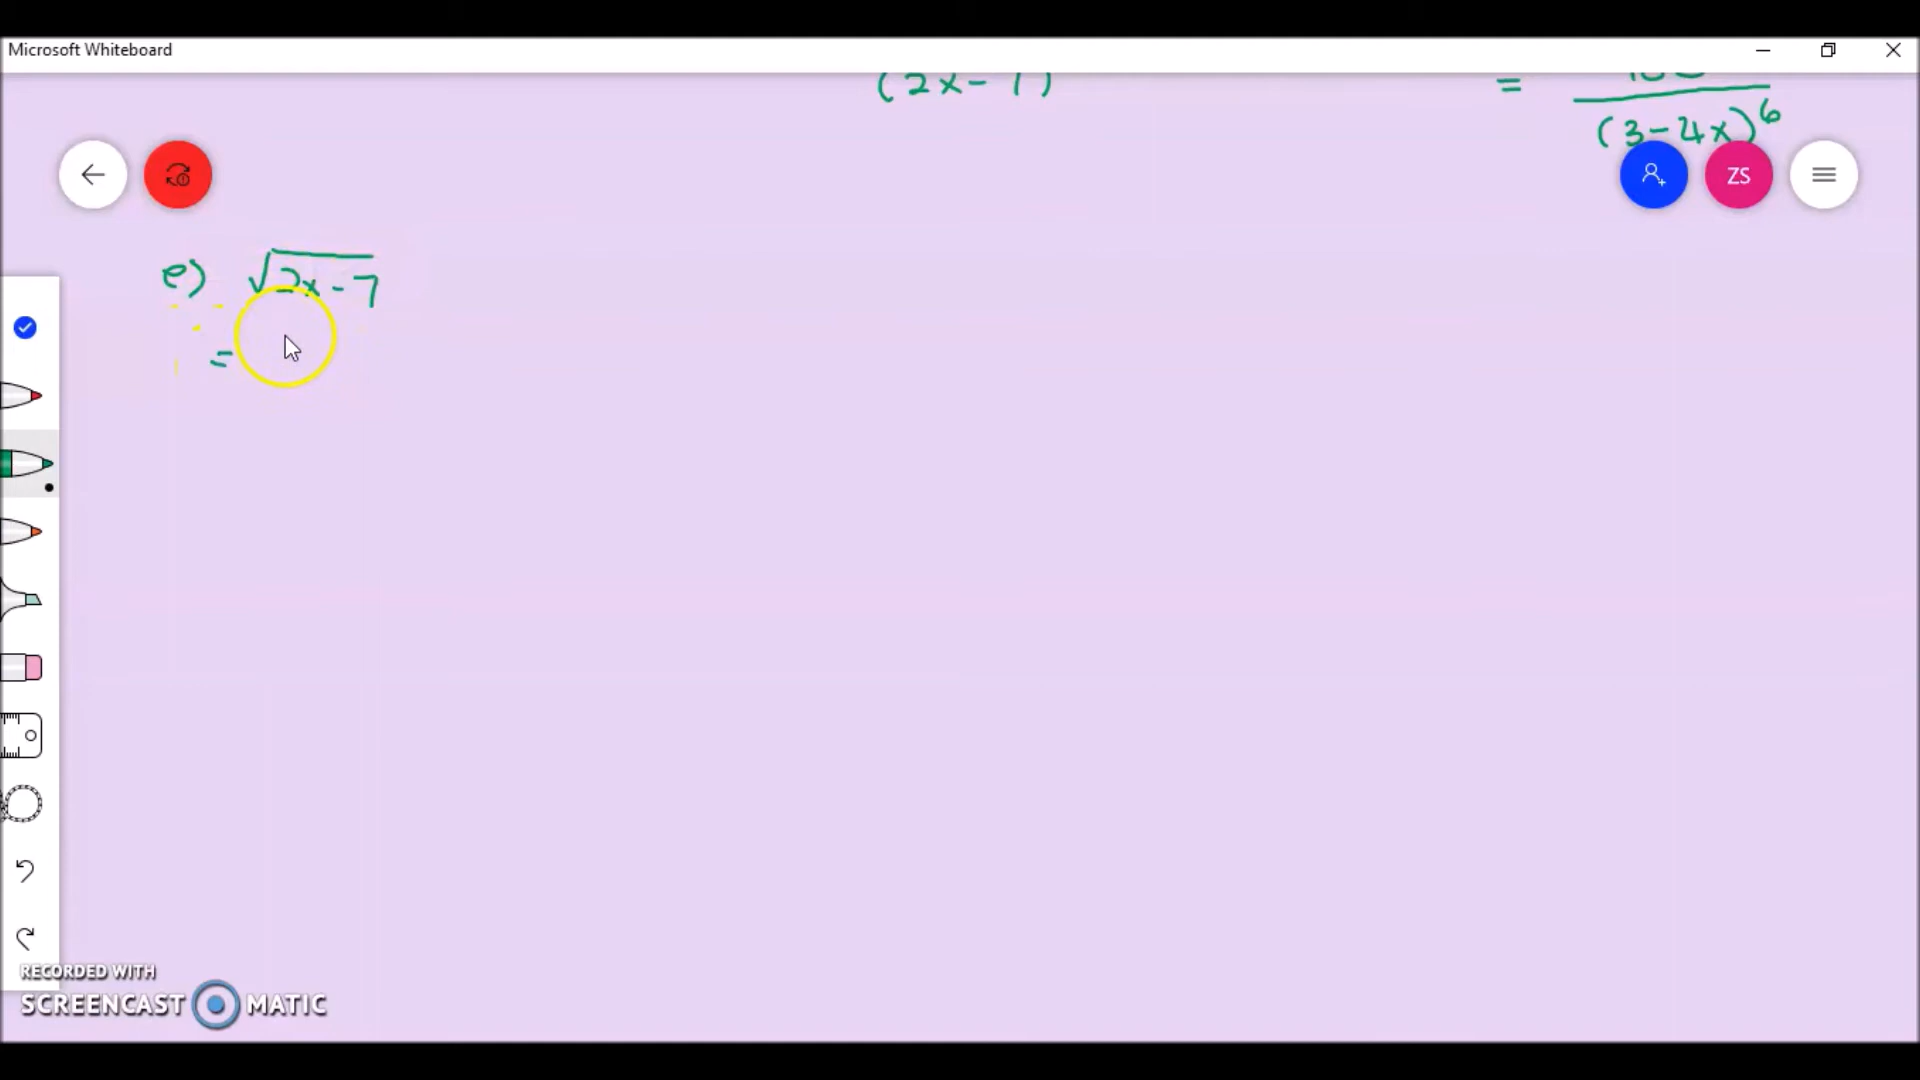 Microsoft Whiteboard
(2x-7)
=
(3-4x)^6
ZS
e) √2x-7
=
RECORDED WITH
SCREENCAST MATIC